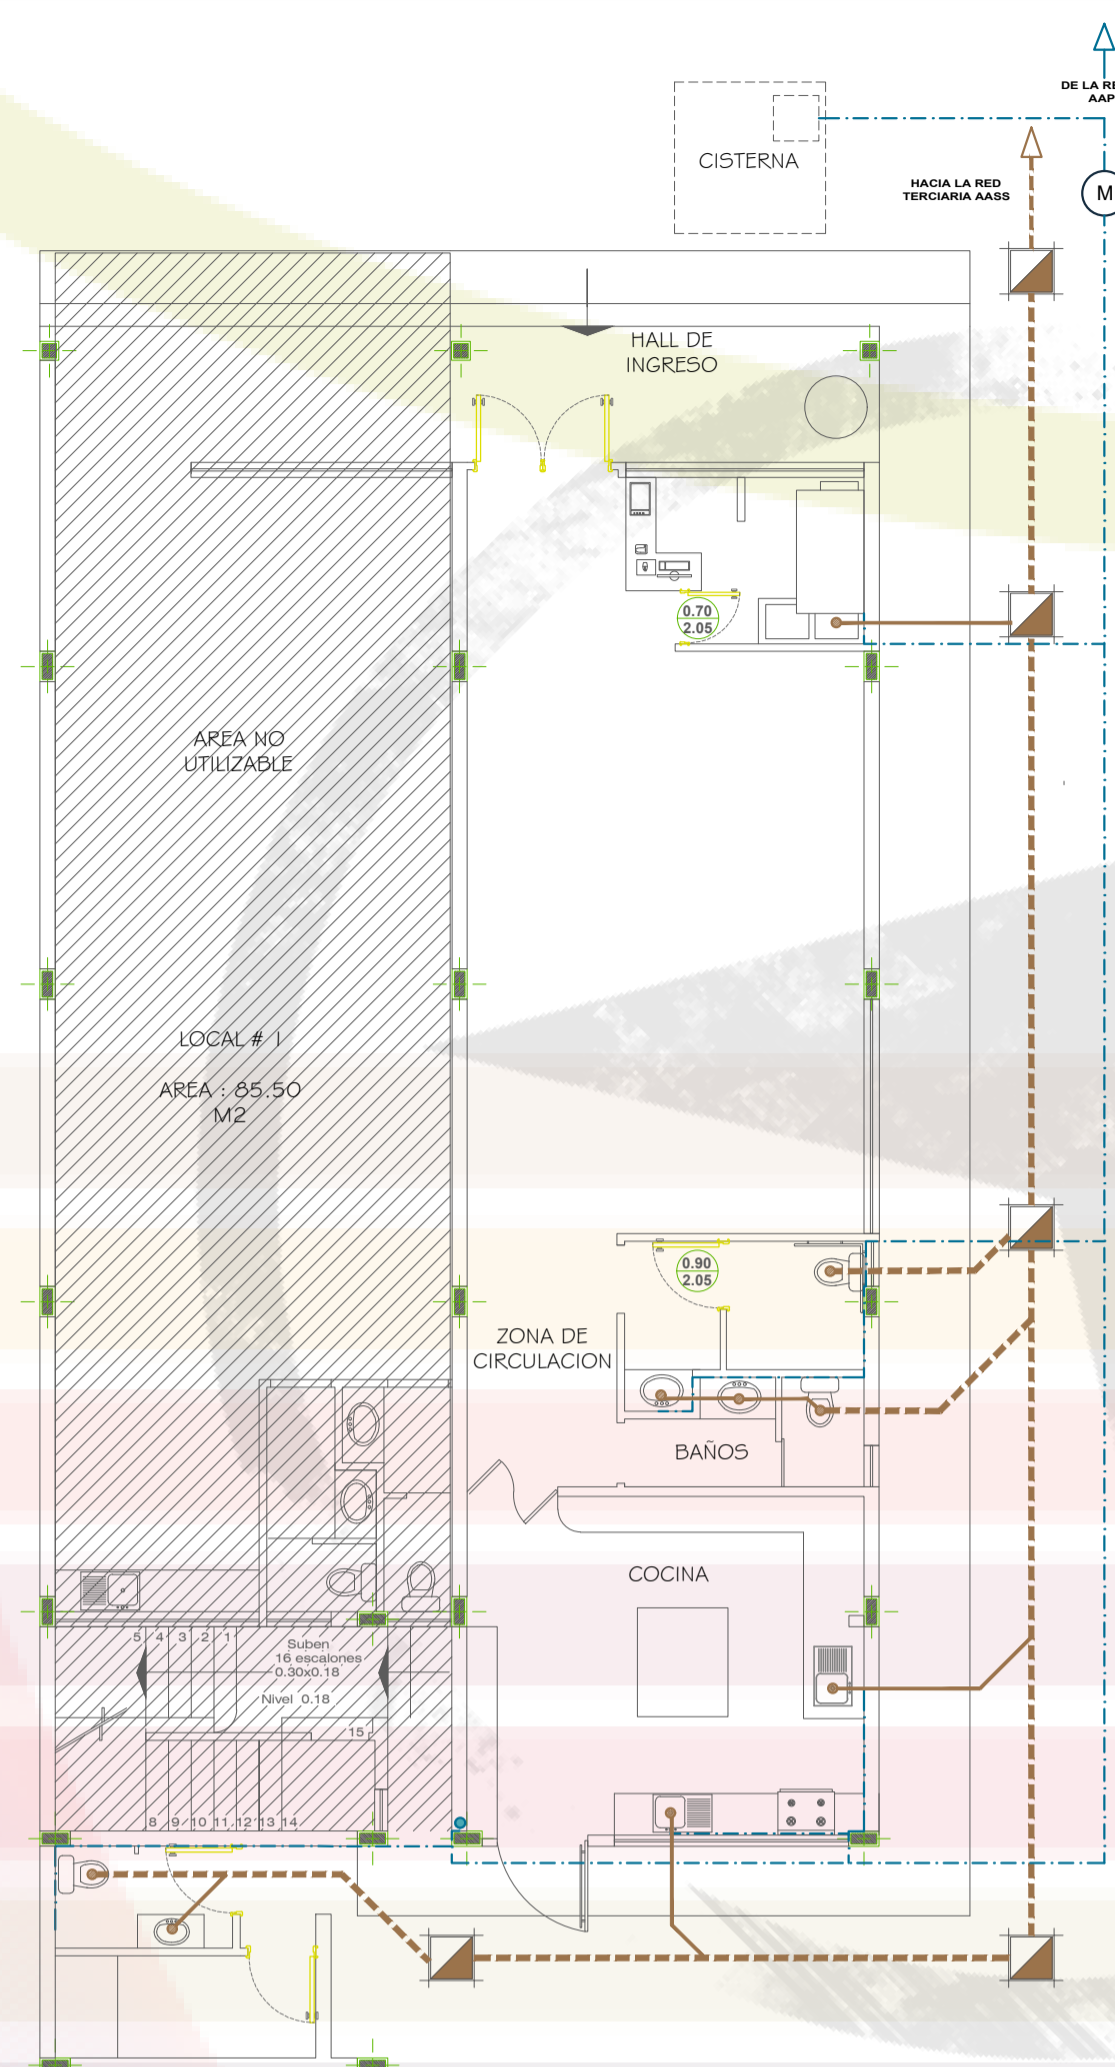 DE LA RE
AAP
CISTERNA
HACIA LA RED
TERCIARIA AASS
M
HALL DE
INGRESO
0.70
2.05
AREA NO
UTILIZABLE
LOCAL # 1
AREA : 85.50
M2
0.90
2.05
ZONA DE
CIRCULACION
BAÑOS
COCINA
5 4 3 2 1
Suben
16 escalones
0.30x0.18
Nivel 0.18
15
8 9 10 11 12 13 14